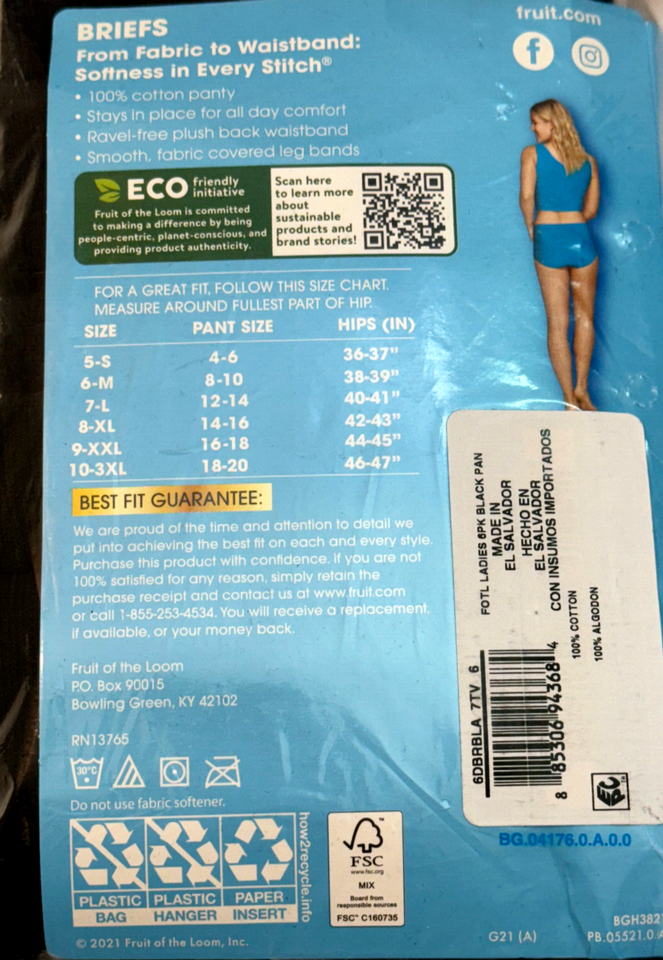 BRIEFS
From Fabric to Waistband:
Softness in Every Stitch®
• 100% cotton panty
• Stays in place for all day comfort
• Ravel-free plush back waistband
• Smooth, fabric covered leg bands
fruit.com
f
ECO friendly initiative
Fruit of the Loom is committed
to making a difference by being
people-centric, planet-conscious, and
providing product authenticity.
Scan here
to learn more
about
sustainable
products and
brand stories!
FOR A GREAT FIT, FOLLOW THIS SIZE CHART.
MEASURE AROUND FULLEST PART OF HIP.
SIZE PANT SIZE HIPS (IN)
5-S 4-6 36-37"
6-M 8-10 38-39"
7-L 12-14 40-41"
8-XL 14-16 42-43"
9-XXL 16-18 44-45"
10-3XL 18-20 46-47"
BEST FIT GUARANTEE:
We are proud of the time and attention to detail we
put into achieving the best fit on each and every style.
Purchase this product with confidence. If you are not
100% satisfied for any reason, simply retain the
purchase receipt and contact us at www.fruit.com
or call 1-855-253-4534. You will receive a replacement,
if available, or your money back.
Fruit of the Loom
P.O. Box 90015
Bowling Green, KY 42102
RN13765
30°C
Do not use fabric softener.
PLASTIC
BAG
PLASTIC
HANGER
PAPER
INSERT
how2recycle.info
FSC
www.fsc.org
MIX
Board from
responsible sources
FSC™ C160735
© 2021 Fruit of the Loom, Inc.
FOTL LADIES 6PK BLACK PAN
MADE IN
EL SALVADOR
HECHO EN
EL SALVADOR
CON INSUMOS IMPORTADOS
100% COTTON
100% ALGODON
6DBRBLA 7TV 6
8 85306 94368 4
EPC
BG.04176.0.A.0.0
G21 (A)
BGH382
PB.05521.0.A